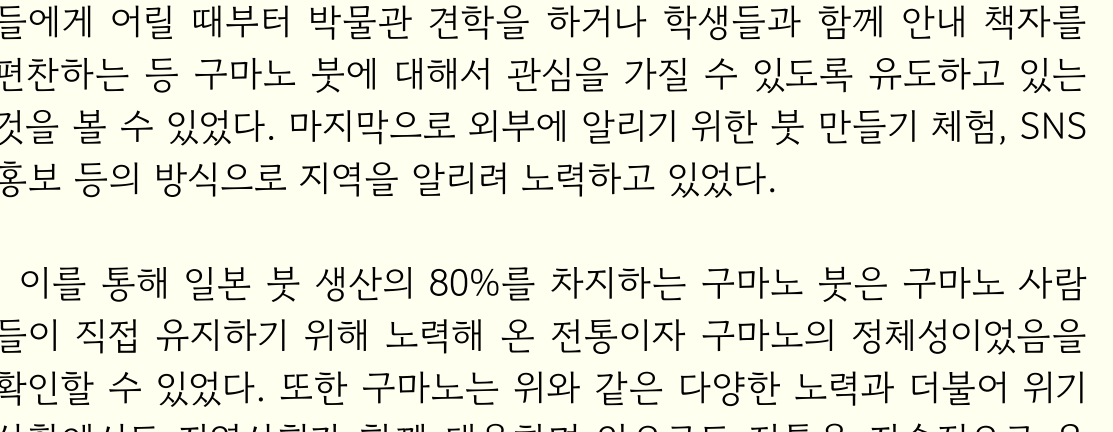 들에게 어릴 때부터 박물관 견학을 하거나 학생들과 함께 안내 책자를
편찬하는 등 구마노 붓에 대해서 관심을 가질 수 있도록 유도하고 있는
것을 볼 수 있었다. 마지막으로 외부에 알리기 위한 붓 만들기 체험, SNS
홍보 등의 방식으로 지역을 알리려 노력하고 있었다.
이를 통해 일본 붓 생산의 80%를 차지하는 구마노 붓은 구마노 사람
들이 직접 유지하기 위해 노력해 온 전통이자 구마노의 정체성이었음을
확인할 수 있었다. 또한 구마노는 위와 같은 다양한 노력과 더불어 위기